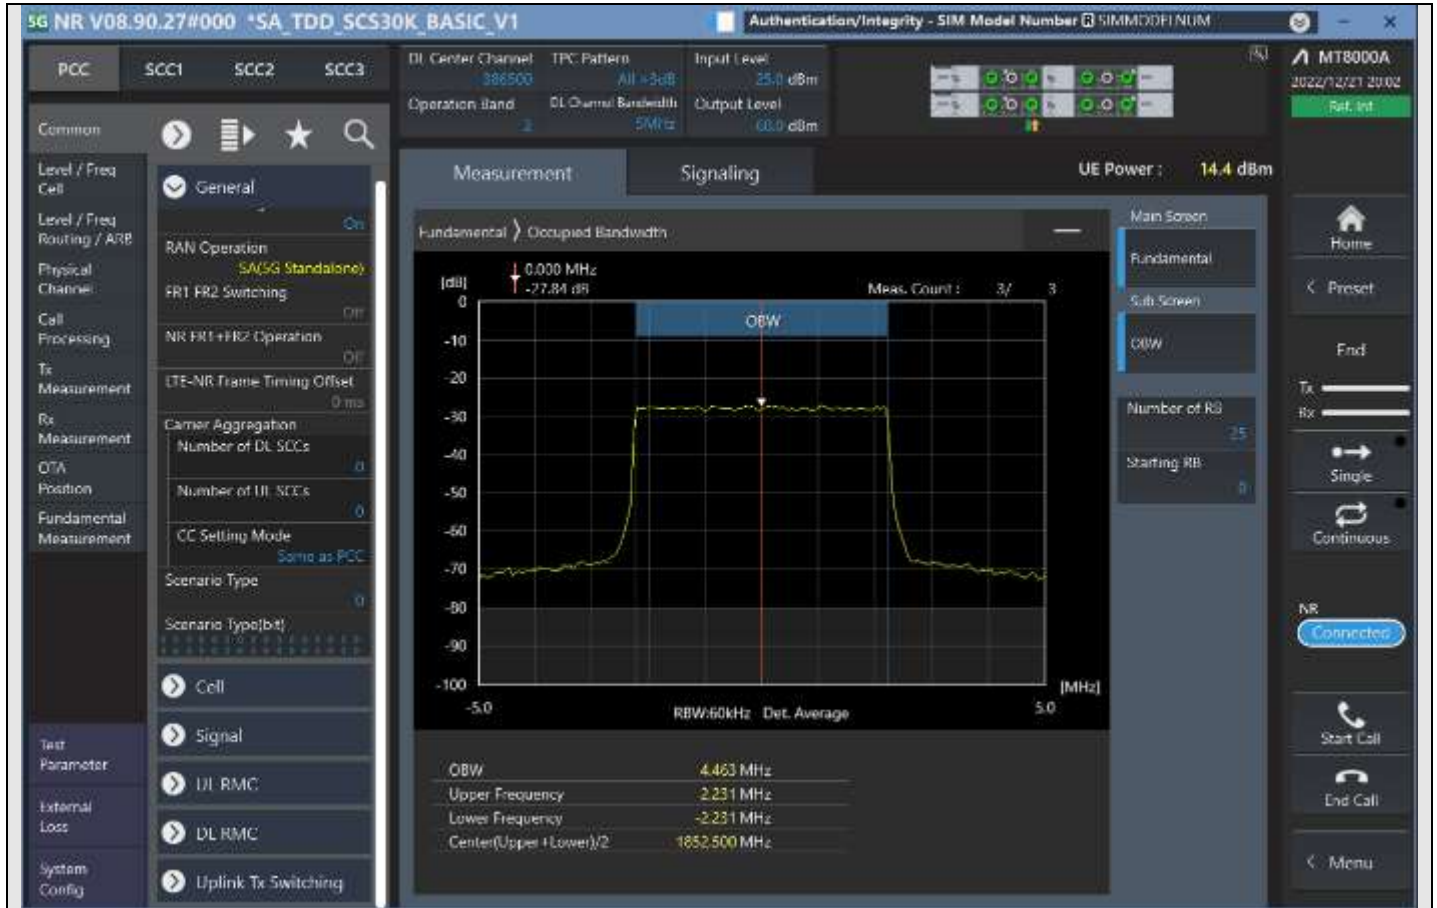 5G NR V08.90.27#000 *SA_TDD_SCS30K_BASIC_V1
Authentication/Integrity - SIM Model Number R SIMMODELNUM
PCC SCC1 SCC2 SCC3
DL Center Channel
386500
TPC Pattern
All +3dB
Input Level
25.0 dBm
Operation Band
2
DL Channel Bandwidth
5MHz
Output Level
-60.0 dBm
MT8000A
2022/12/21 20:02
Ref. Int
Common
Level / Freq
Cell
Level / Freq
Routing / ARB
Physical
Channel
Call
Processing
Tx
Measurement
Rx
Measurement
OTA
Position
Fundamental
Measurement
Test
Parameter
External
Loss
System
Config
General
On
RAN Operation
SA(5G Standalone)
FR1 FR2 Switching
Off
NR FR1+FR2 Operation
Off
LTE-NR Frame Timing Offset
0 ms
Carrier Aggregation
Number of DL SCCs
0
Number of UL SCCs
0
CC Setting Mode
Same as PCC
Scenario Type
0
Scenario Type(bit)
Cell
Signal
UL RMC
DL RMC
Uplink Tx Switching
Measurement Signaling
UE Power : 14.4 dBm
Fundamental > Occupied Bandwidth
[dB]
0.000 MHz
-27.84 dB
Meas. Count : 3/ 3
OBW
0
-10
-20
-30
-40
-50
-60
-70
-80
-90
-100
-5.0
5.0
[MHz]
RBW:60kHz Det. Average
OBW 4.463 MHz
Upper Frequency 2.231 MHz
Lower Frequency -2.231 MHz
Center(Upper+Lower)/2 1852.500 MHz
Main Screen
Fundamental
Sub Screen
OBW
Number of RB
25
Starting RB
0
Home
< Preset
End
Tx
Rx
Single
Continuous
NR
Connected
Start Call
End Call
< Menu